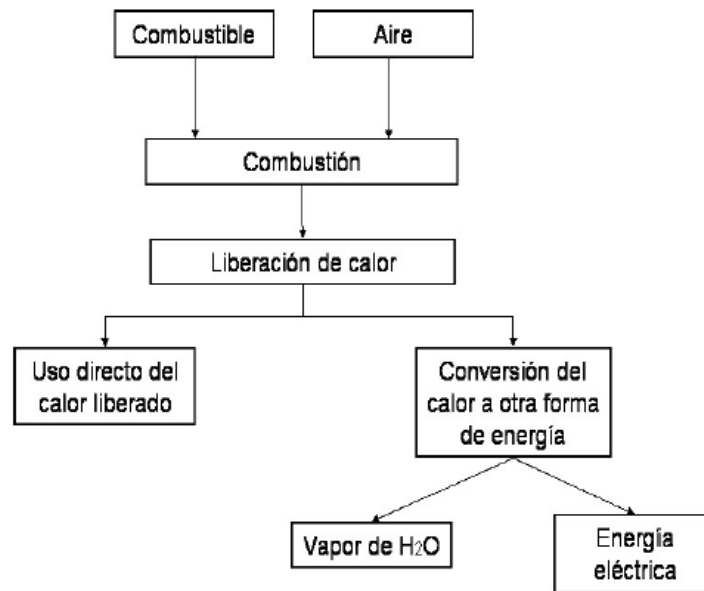 Combustible
Aire
Combustión
Liberación de calor
Uso directo del
calor liberado
Conversión del
calor a otra forma
de energía
Vapor de H₂O
Energía
eléctrica